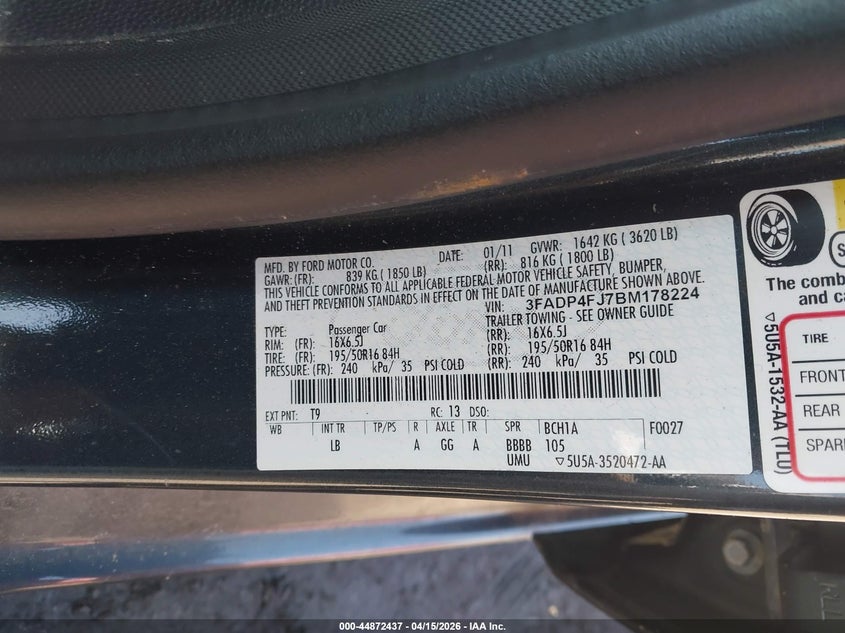 MFD. BY FORD MOTOR CO. DATE: 01/11 GVWR: 1642 KG ( 3620 LB)
GAWR:(FR): 839 KG ( 1850 LB) (RR): 816 KG ( 1800 LB)
THIS VEHICLE CONFORMS TO ALL APPLICABLE FEDERAL MOTOR VEHICLE SAFETY, BUMPER,
AND THEFT PREVENTION STANDARDS IN EFFECT ON THE DATE OF MANUFACTURE SHOWN ABOVE.
VIN: 3FADP4FJ7BM178224
TYPE: Passenger Car TRAILER TOWING - SEE OWNER GUIDE
RIM: (FR): 16X6.5J (RR): 16X6.5J
TIRE: (FR): 195/50R16 84H (RR): 195/50R16 84H
PRESSURE: (FR): 240 kPa/ 35 PSI COLD (RR): 240 kPa/ 35 PSI COLD
EXT PNT: T9 RC: 13 DSO:
WB INT TR TP/PS R AXLE TR SPR BCH1A F0027
LB A GG A BBBB 105
UMU ▽5U5A-3520472-AA
S
The comb
and ca
▽5U5A-1532-AA (TLU)
TIRE
FRONT
REAR
SPAR
000-44872437 - 04/15/2026 - IAA Inc.